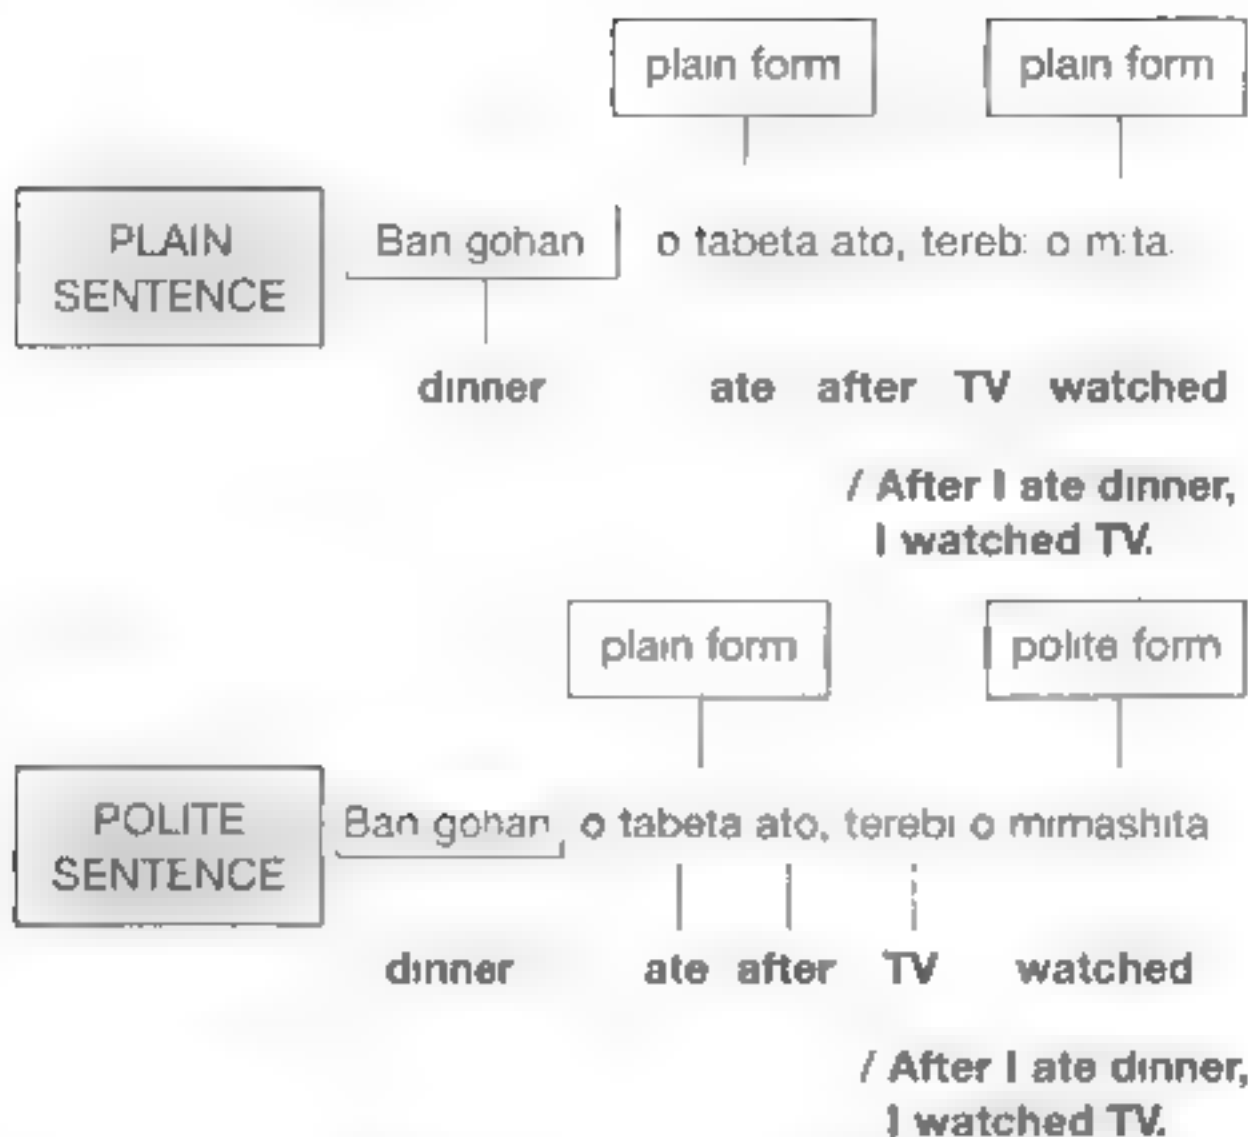 plain form plain form
PLAIN
SENTENCE
Ban gohan o tabeta ato, terebi o mita.
dinner ate after TV watched
/ After I ate dinner,
I watched TV.
plain form polite form
POLITE
SENTENCE
Ban gohan o tabeta ato, terebi o mimashita
dinner ate after TV watched
/ After I ate dinner,
I watched TV.